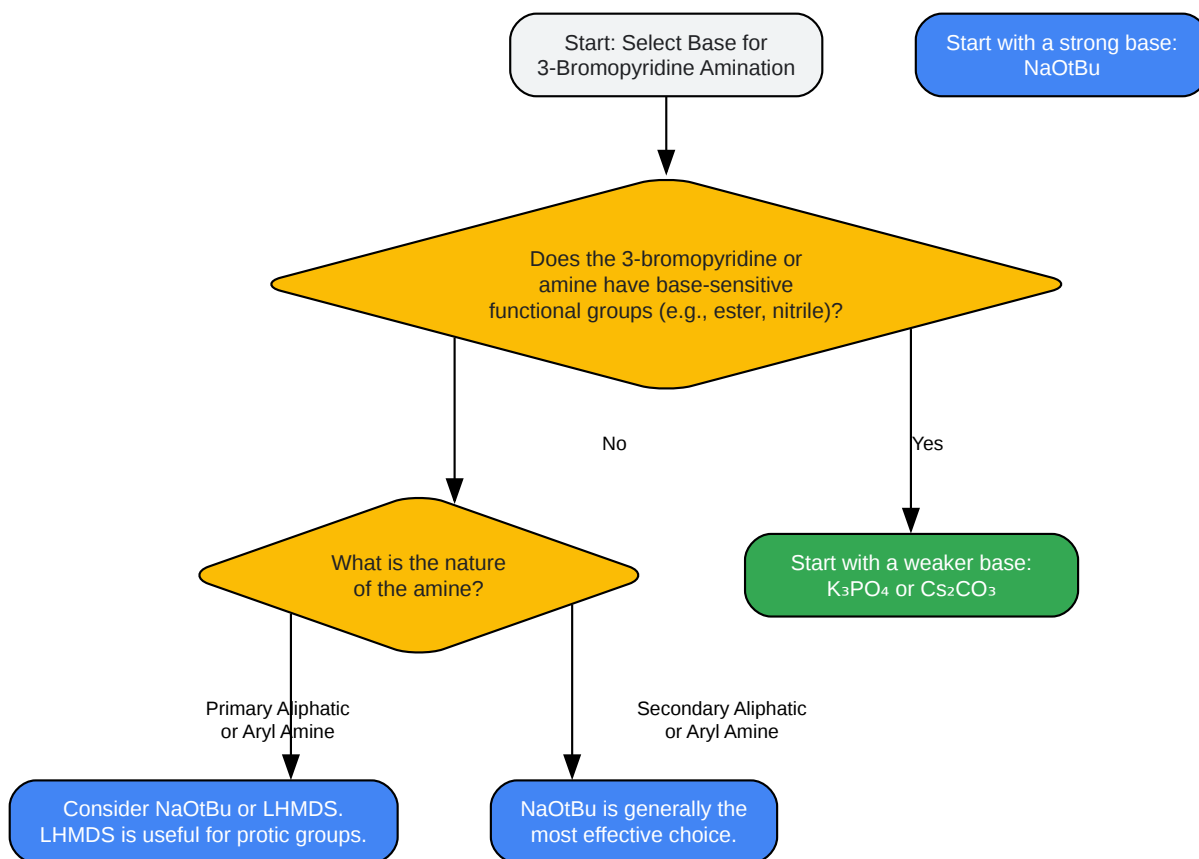 Start: Select Base for
3-Bromopyridine Amination
Start with a strong base:
NaOtBu
Does the 3-bromopyridine or
amine have base-sensitive
functional groups (e.g., ester, nitrile)?
No
Yes
What is the nature
of the amine?
Start with a weaker base:
K₃PO₄ or Cs₂CO₃
Primary Aliphatic
or Aryl Amine
Secondary Aliphatic
or Aryl Amine
Consider NaOtBu or LHMDS.
LHMDS is useful for protic groups.
NaOtBu is generally the
most effective choice.